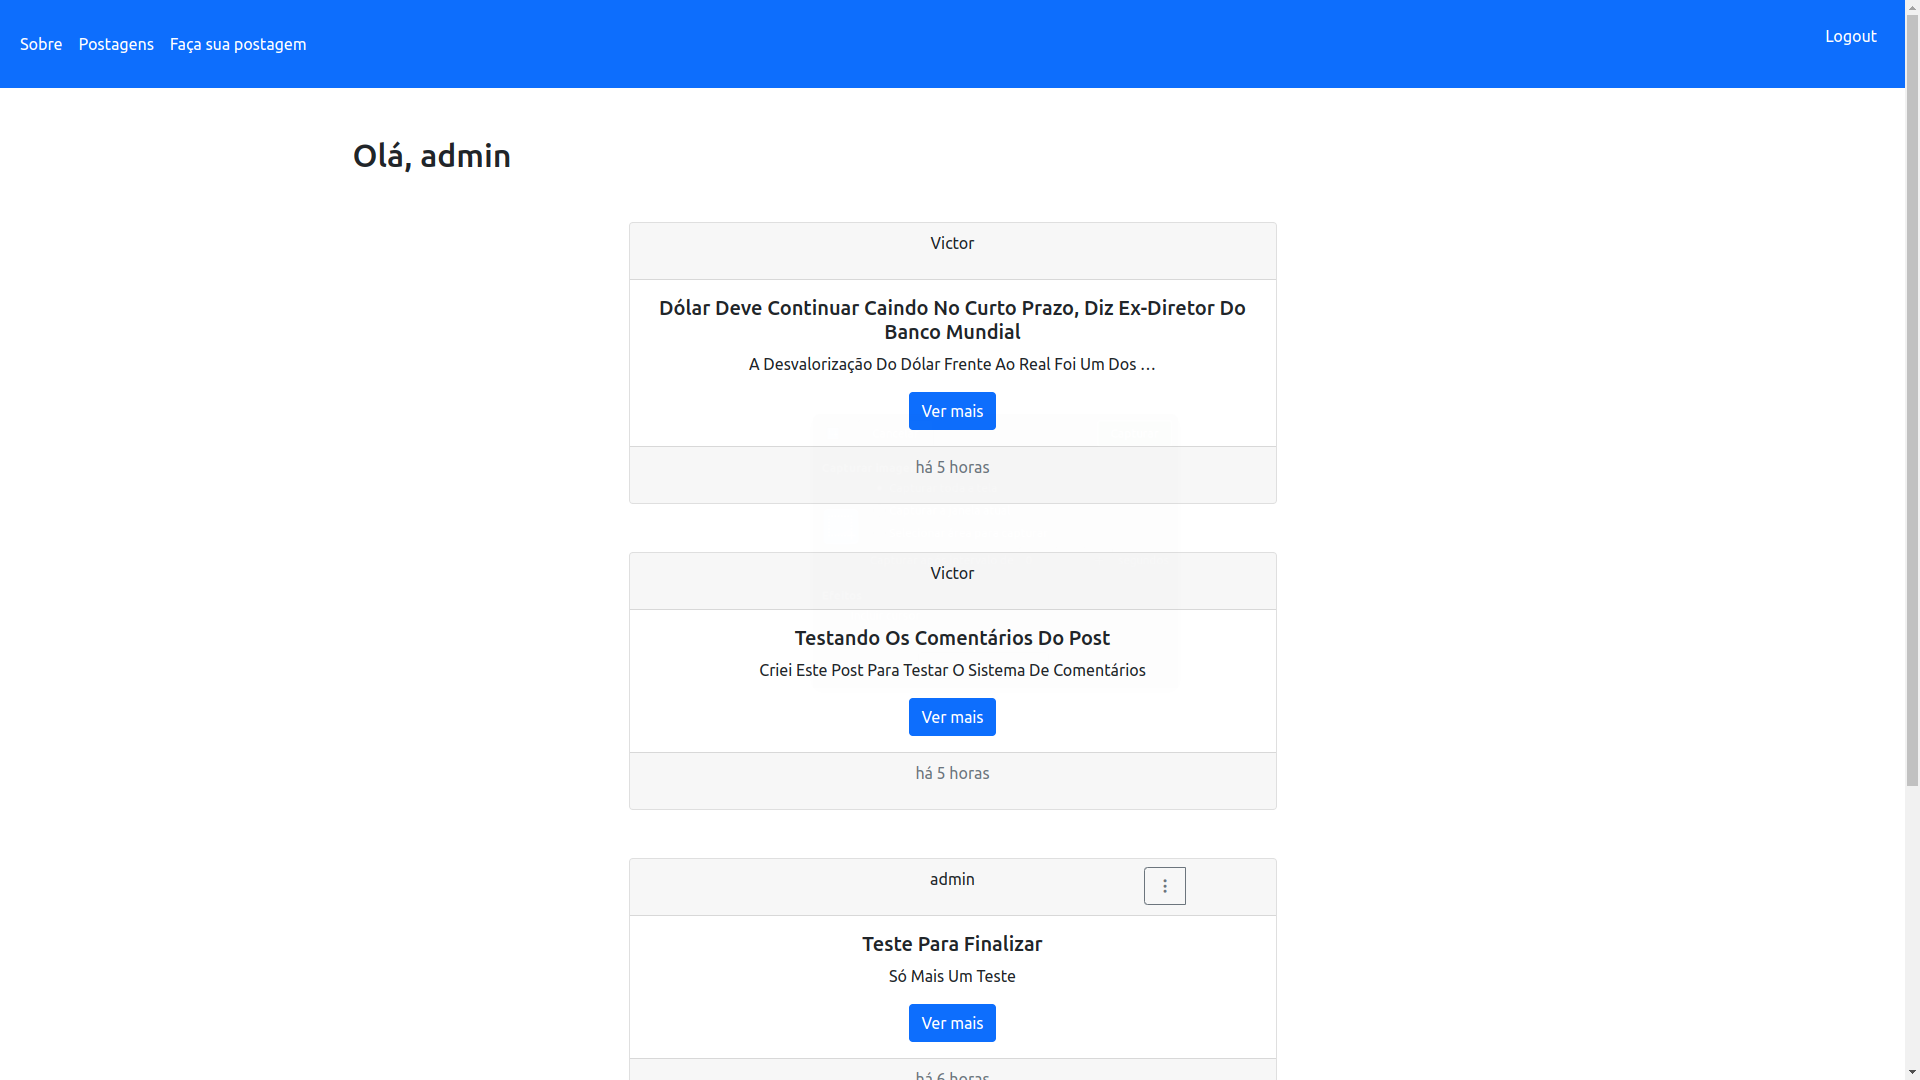 Sobre Postagens Faça sua postagem Logout
Olá, admin
Victor
Dólar Deve Continuar Caindo No Curto Prazo, Diz Ex-Diretor Do
Banco Mundial
A Desvalorização Do Dólar Frente Ao Real Foi Um Dos …
Ver mais
há 5 horas
Victor
Testando Os Comentários Do Post
Criei Este Post Para Testar O Sistema De Comentários
Ver mais
há 5 horas
admin
Teste Para Finalizar
Só Mais Um Teste
Ver mais
há 6 horas